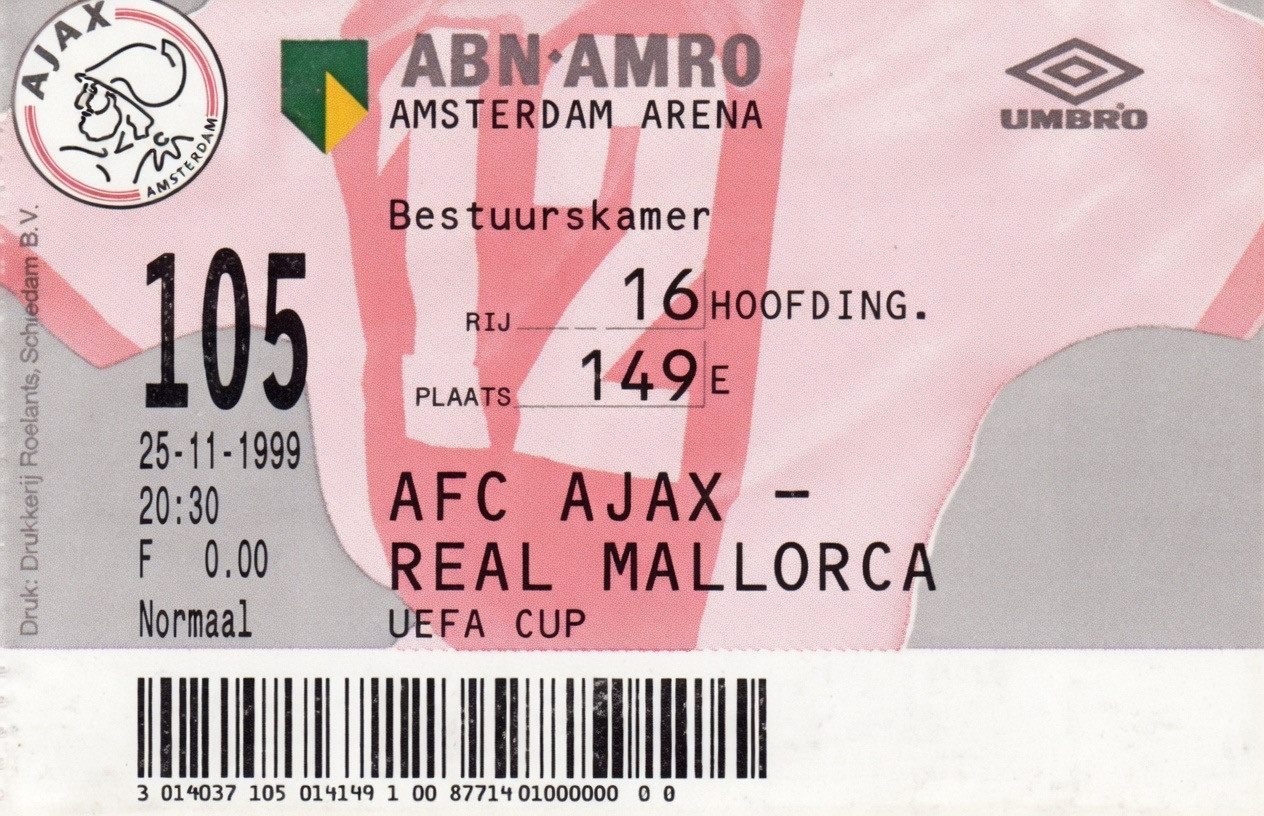 AJAX
AMSTERDAM
ABN·AMRO
AMSTERDAM ARENA
UMBRO
Bestuurskamer
105
RIJ 16 HOOFDING.
PLAATS 149 E
25-11-1999
20:30
F 0.00
Normaal
AFC AJAX -
REAL MALLORCA
UEFA CUP
12
Druk: Drukkerij Roelants, Schiedam B.V.
3 014037 105 014149 1 00 87714 01000000 0 0